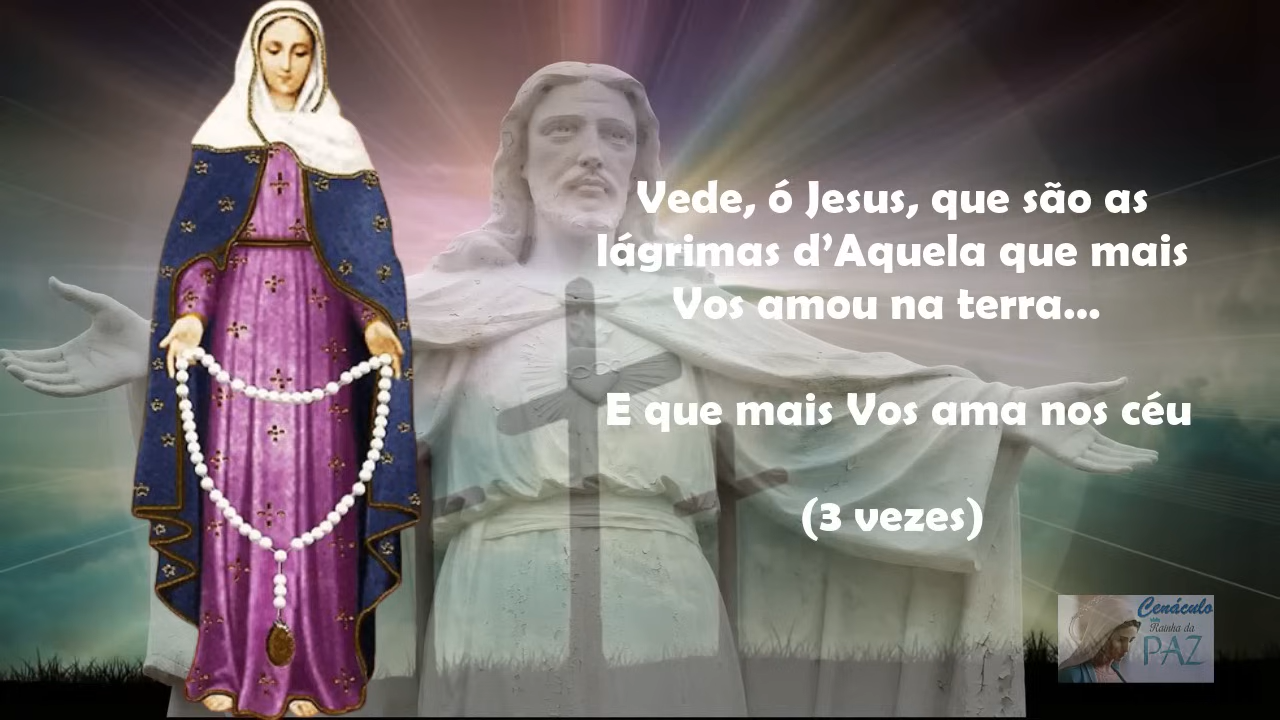 Vede, ó Jesus, que são as
lágrimas d’Aquela que mais
Vos amou na terra...
E que mais Vos ama nos céu
(3 vezes)
Cenáculo
Rainha da
PAZ